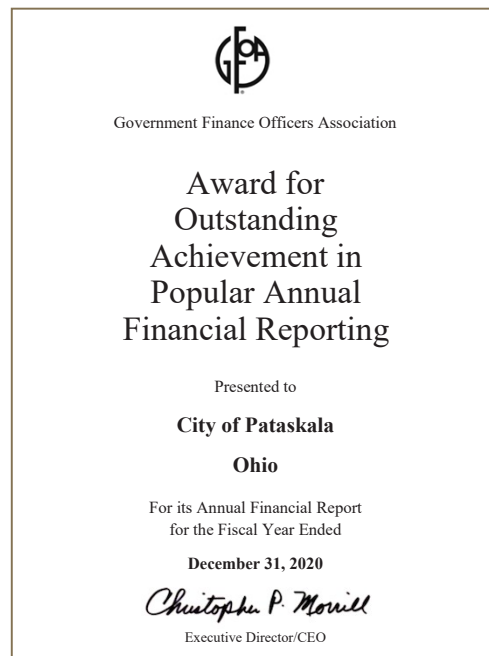 GFOA
Government Finance Officers Association
Award for
Outstanding
Achievement in
Popular Annual
Financial Reporting
Presented to
City of Pataskala
Ohio
For its Annual Financial Report
for the Fiscal Year Ended
December 31, 2020
Christopher P. Morrill
Executive Director/CEO